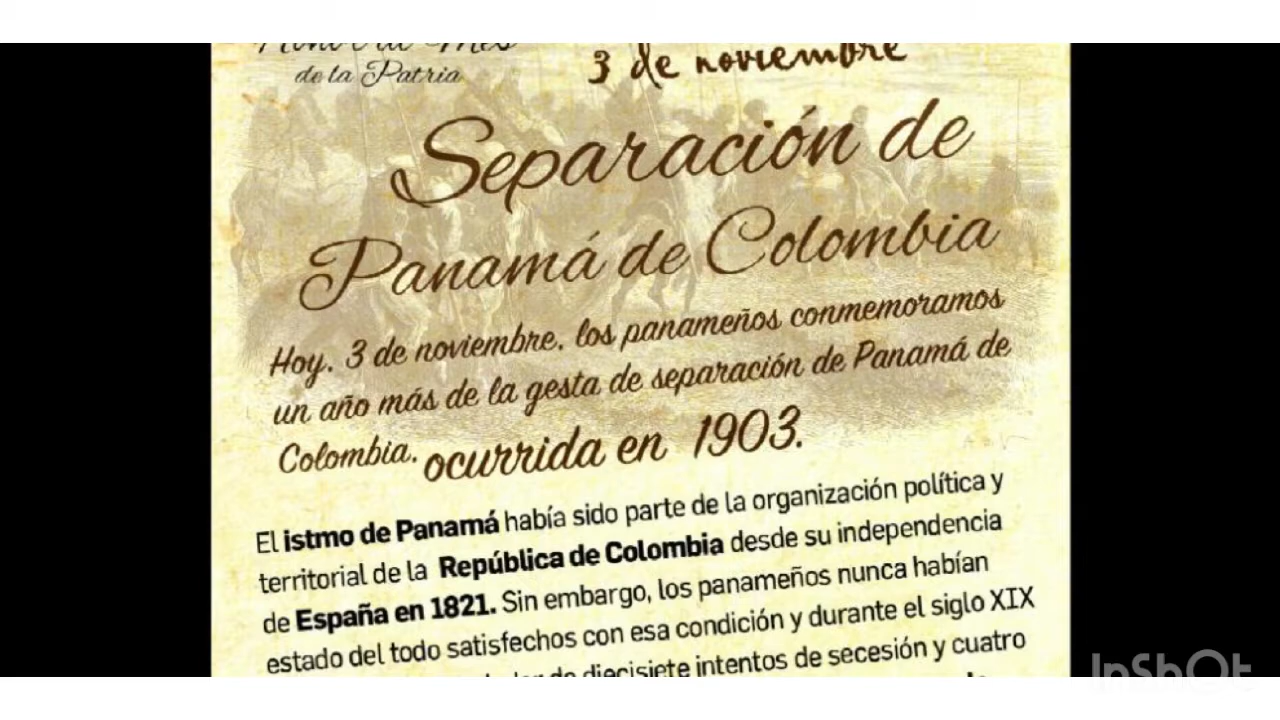 de la Patria
3 de noviembre
Separación de
Panamá de Colombia
Hoy, 3 de noviembre, los panameños conmemoramos
un año más de la gesta de separación de Panamá de
Colombia, ocurrida en 1903.
El istmo de Panamá había sido parte de la organización política y
territorial de la República de Colombia desde su independencia
de España en 1821. Sin embargo, los panameños nunca habían
estado del todo satisfechos con esa condición y durante el siglo XIX
de diecisiete intentos de secesión y cuatro
InShOt